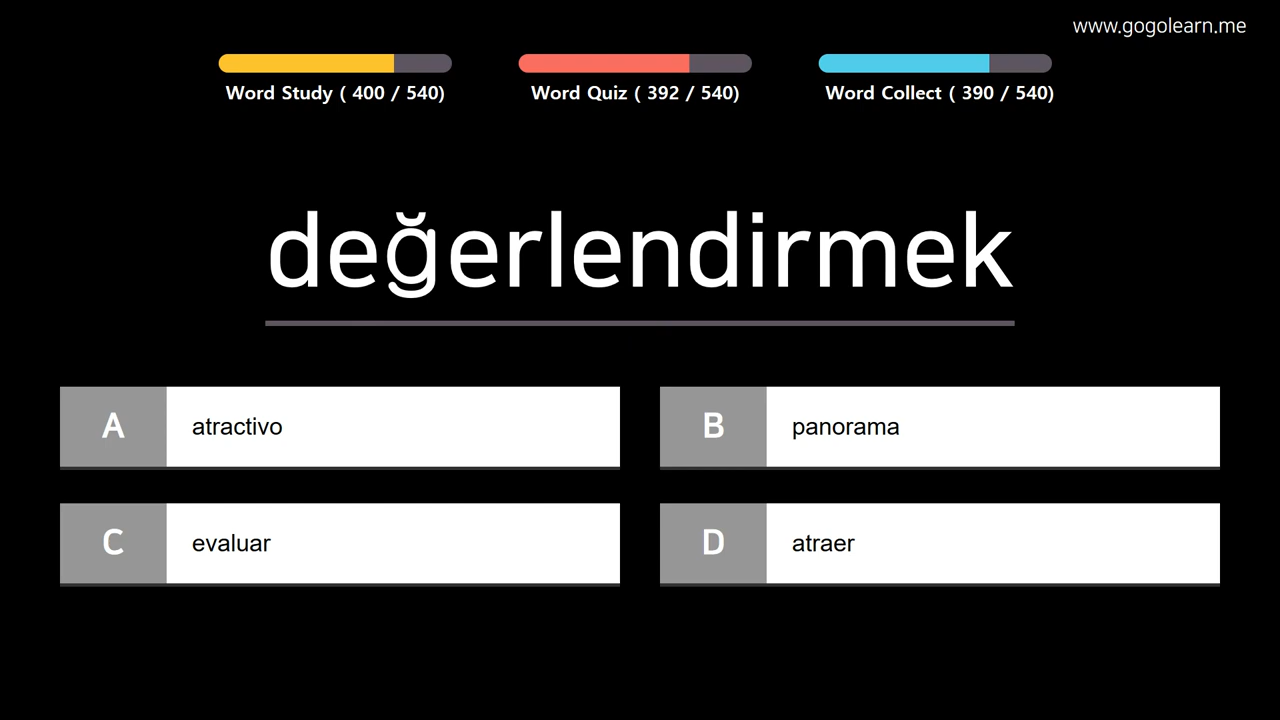 www.gogolearn.me
Word Study ( 400 / 540)
Word Quiz ( 392 / 540)
Word Collect ( 390 / 540)
değerlendirmek
A atractivo
B panorama
C evaluar
D atraer